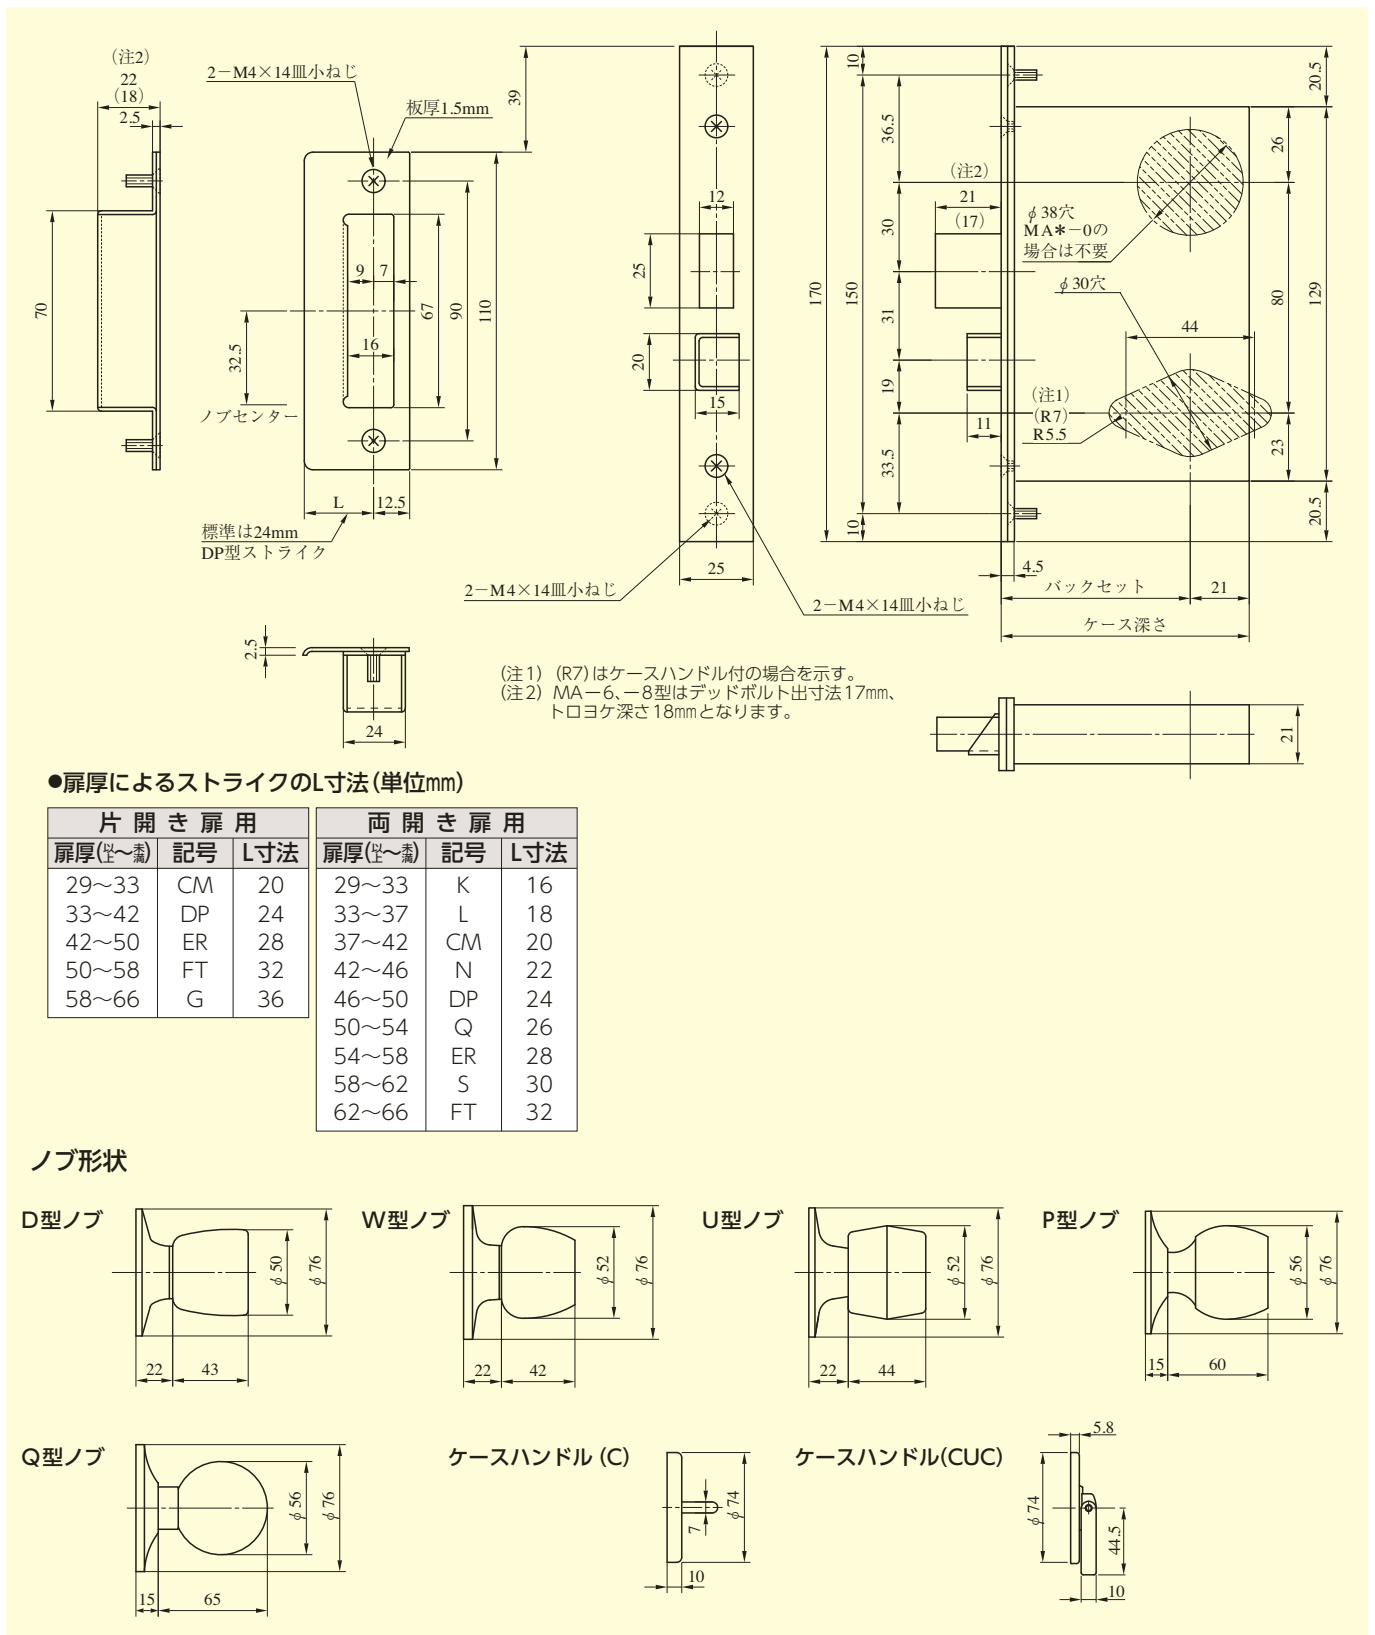 (注2)
22
(18)
2.5
70
2−M4×14皿小ねじ
板厚1.5mm
39
9
7
16
67
90
110
32.5
ノブセンター
L
12.5
標準は24mm
DP型ストライク
12
25
20
15
25
2−M4×14皿小ねじ
2−M4×14皿小ねじ
170
150
10
36.5
30
31
19
33.5
10
(注2)
21
(17)
11
φ38穴
MA＊−0の
場合は不要
φ30穴
44
(注1)
(R7)
R5.5
20.5
26
80
129
23
20.5
4.5
バックセット
21
ケース深さ
2.5
24
21
(注1) (R7)はケースハンドル付の場合を示す。
(注2) MA−6、−8型はデッドボルト出寸法17㎜、
トロヨケ深さ18㎜となります。
●扉厚によるストライクのL寸法(単位㎜)
片開き扉用
扉厚(以上〜未満) 記号 L寸法
29〜33 CM 20
33〜42 DP 24
42〜50 ER 28
50〜58 FT 32
58〜66 G 36
両開き扉用
扉厚(以上〜未満) 記号 L寸法
29〜33 K 16
33〜37 L 18
37〜42 CM 20
42〜46 N 22
46〜50 DP 24
50〜54 Q 26
54〜58 ER 28
58〜62 S 30
62〜66 FT 32
ノブ形状
D型ノブ
φ50
φ76
22
43
W型ノブ
φ52
φ76
22
42
U型ノブ
φ52
φ76
22
44
P型ノブ
φ56
φ76
15
60
Q型ノブ
φ56
φ76
15
65
ケースハンドル(C)
7
φ74
10
ケースハンドル(CUC)
5.8
φ74
44.5
10